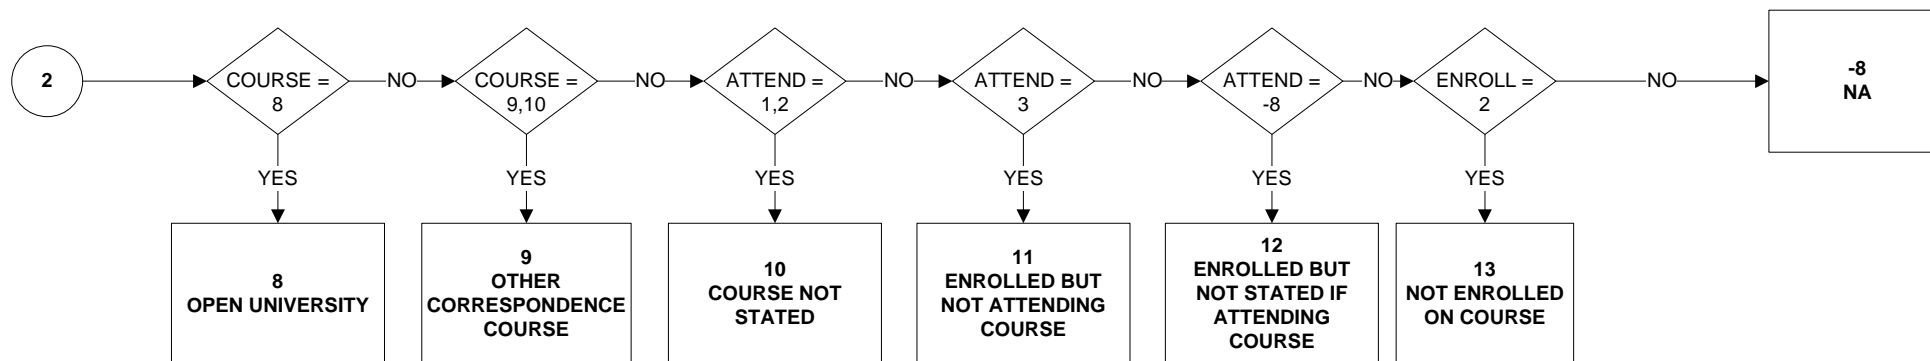 2
COURSE =
8
NO
COURSE =
9,10
NO
ATTEND =
1,2
NO
ATTEND =
3
NO
ATTEND =
-8
NO
ENROLL =
2
NO
-8
NA
YES
YES
YES
YES
YES
YES
8
OPEN UNIVERSITY
9
OTHER
CORRESPONDENCE
COURSE
10
COURSE NOT
STATED
11
ENROLLED BUT
NOT ATTENDING
COURSE
12
ENROLLED BUT
NOT STATED IF
ATTENDING
COURSE
13
NOT ENROLLED
ON COURSE